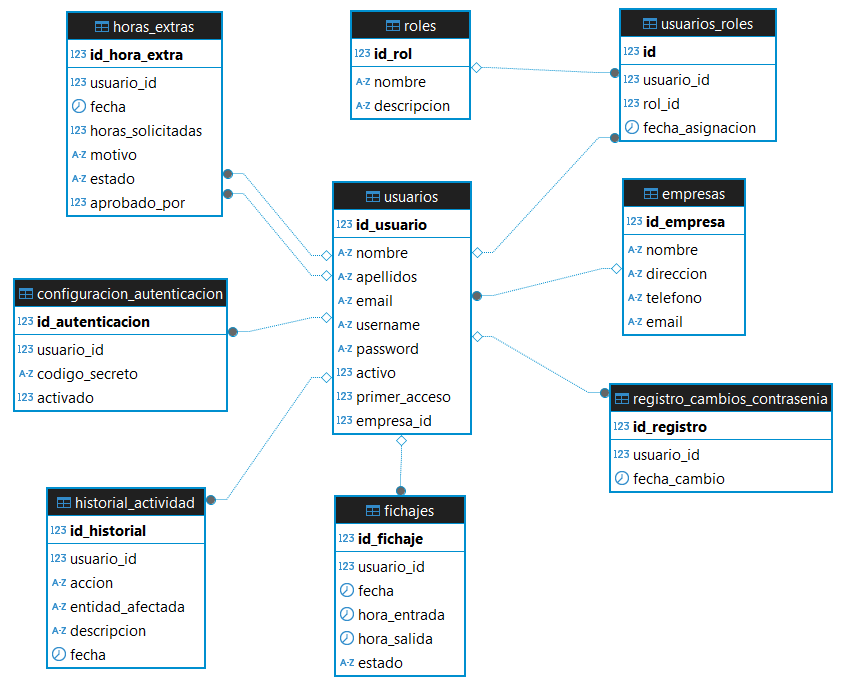 horas_extras
123 id_hora_extra
123 usuario_id
fecha
123 horas_solicitadas
A-Z motivo
A-Z estado
123 aprobado_por
roles
123 id_rol
A-Z nombre
A-Z descripcion
usuarios_roles
123 id
123 usuario_id
123 rol_id
fecha_asignacion
usuarios
123 id_usuario
A-Z nombre
A-Z apellidos
A-Z email
A-Z username
A-Z password
123 activo
123 primer_acceso
123 empresa_id
empresas
123 id_empresa
A-Z nombre
A-Z direccion
A-Z telefono
A-Z email
configuracion_autenticacion
123 id_autenticacion
123 usuario_id
A-Z codigo_secreto
123 activado
registro_cambios_contrasenia
123 id_registro
123 usuario_id
fecha_cambio
historial_actividad
123 id_historial
123 usuario_id
A-Z accion
A-Z entidad_afectada
A-Z descripcion
fecha
fichajes
123 id_fichaje
123 usuario_id
fecha
hora_entrada
hora_salida
A-Z estado